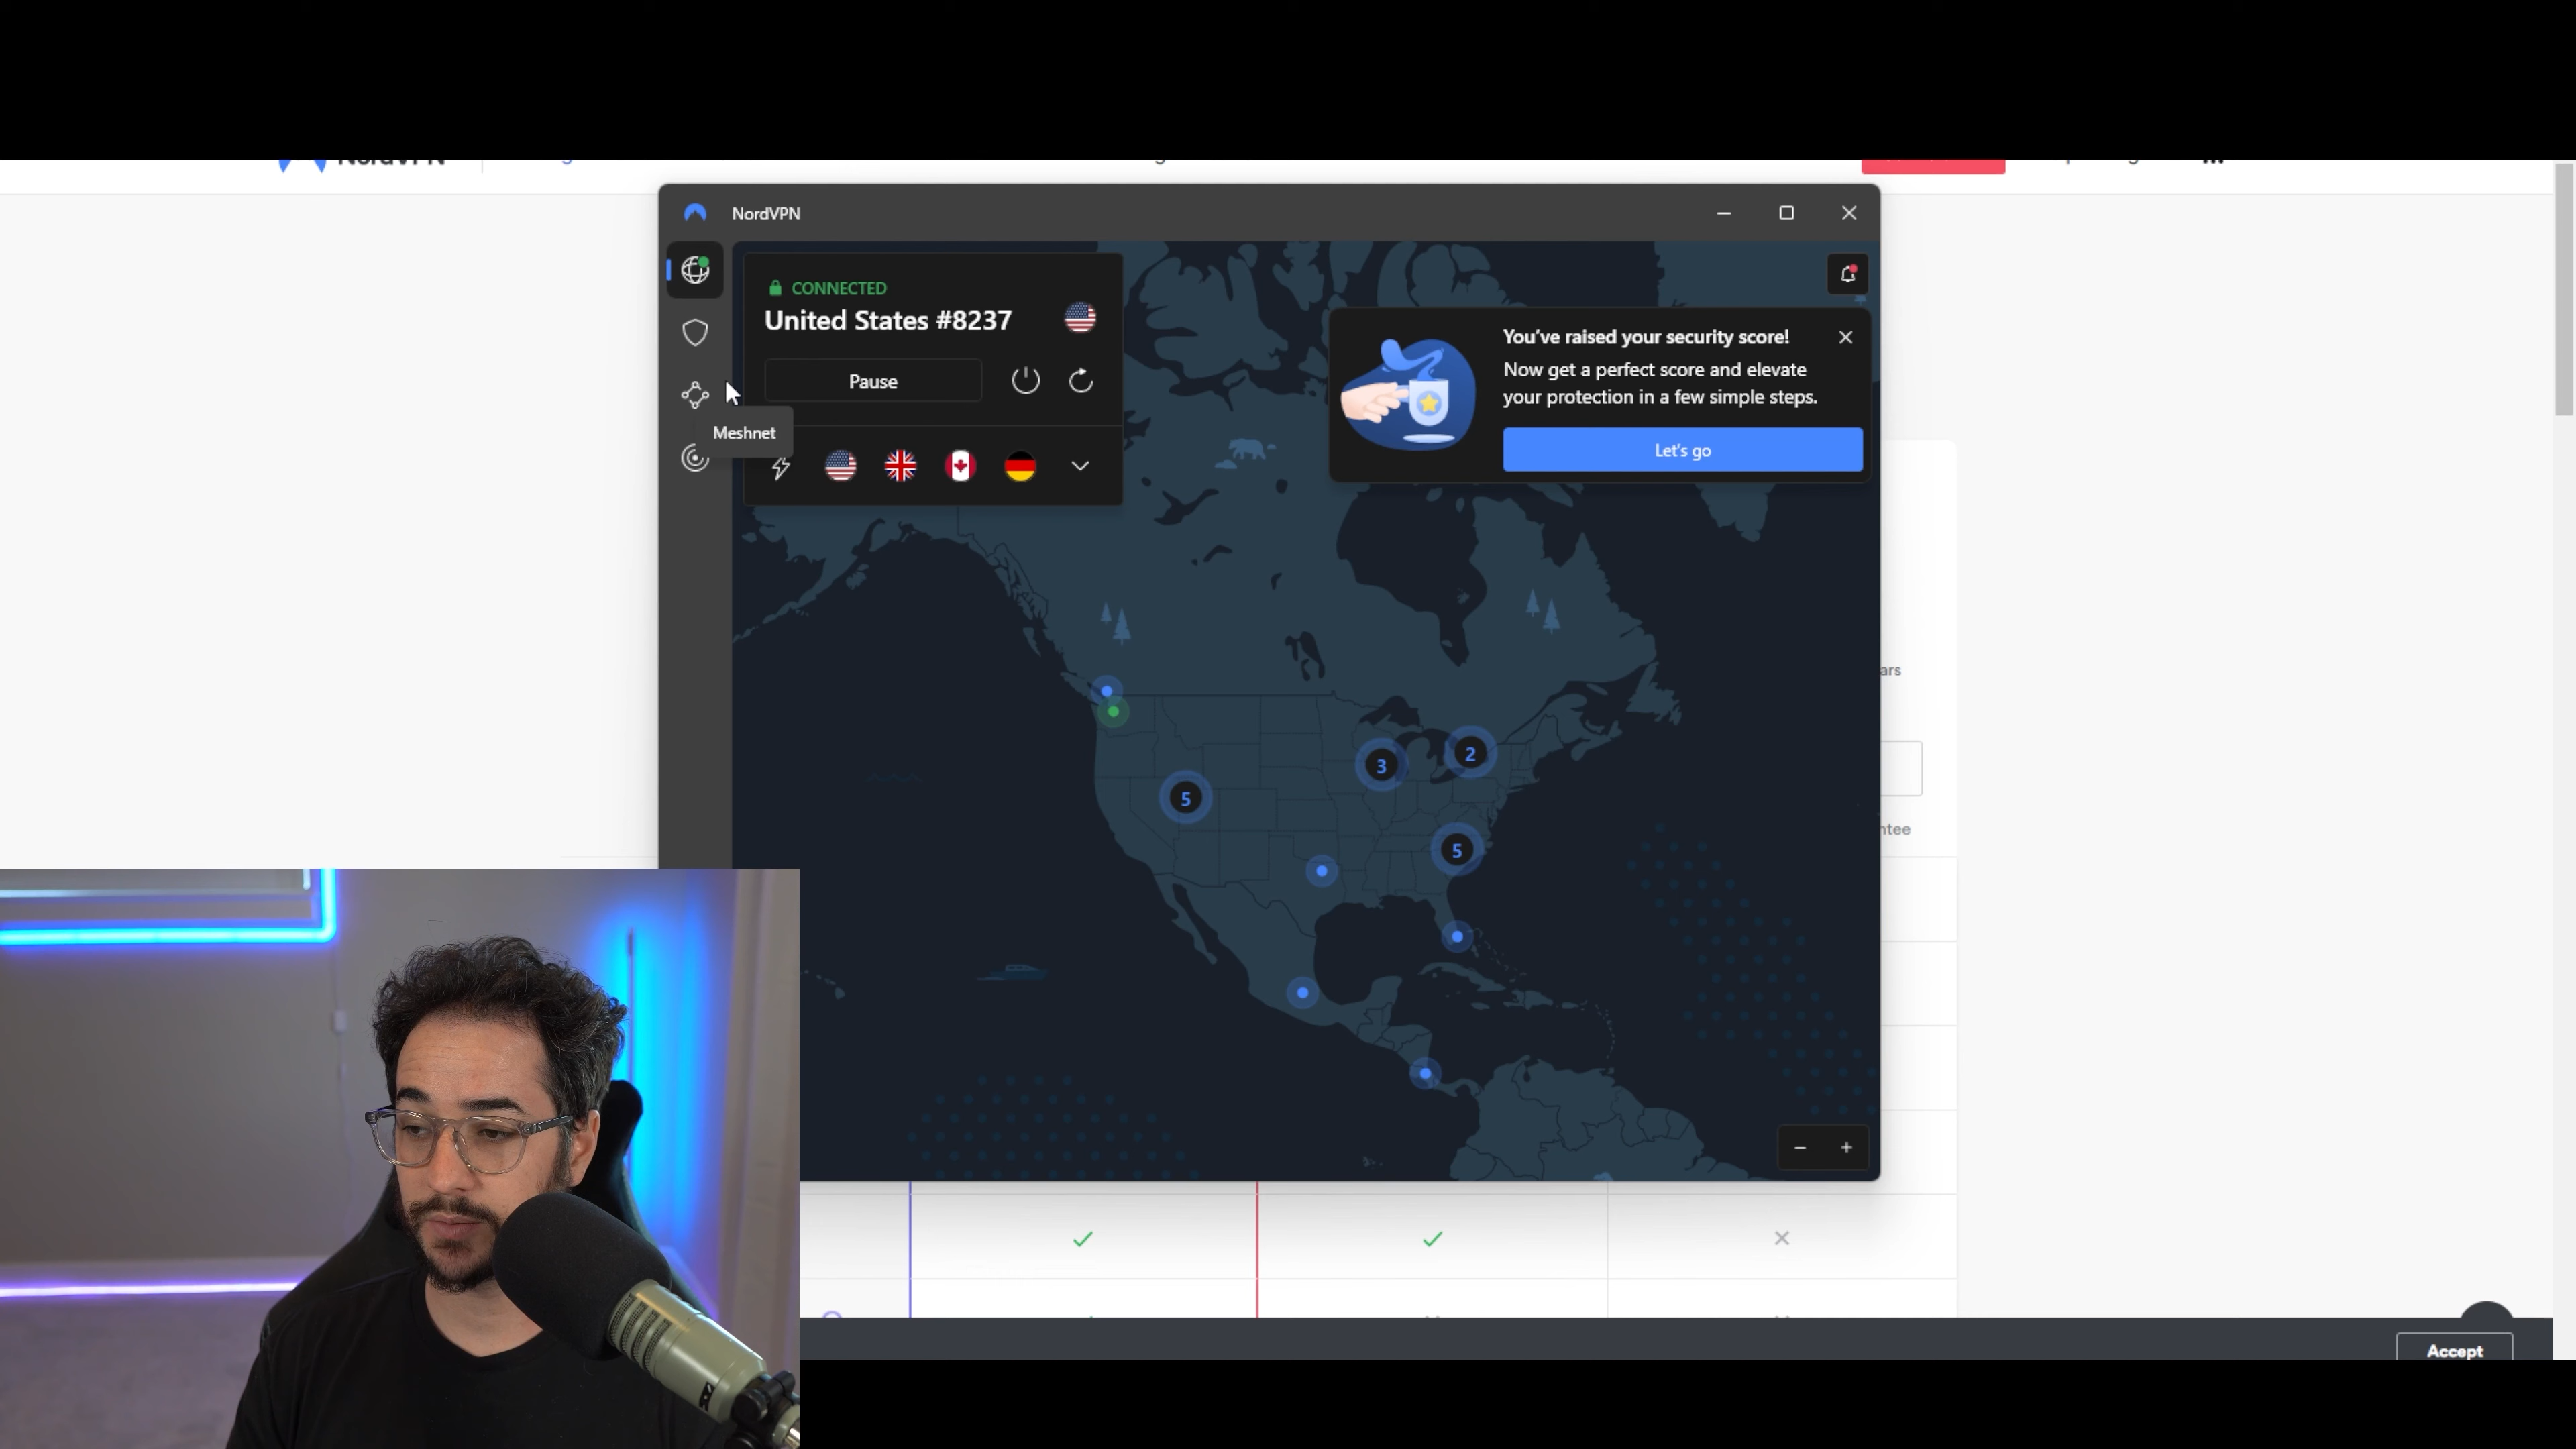 NordVPN
NordVPN
CONNECTED
United States #8237
Pause
Meshnet
You've raised your security score!
Now get a perfect score and elevate
your protection in a few simple steps.
Let's go
ars
3
2
5
5
ntee
Accept